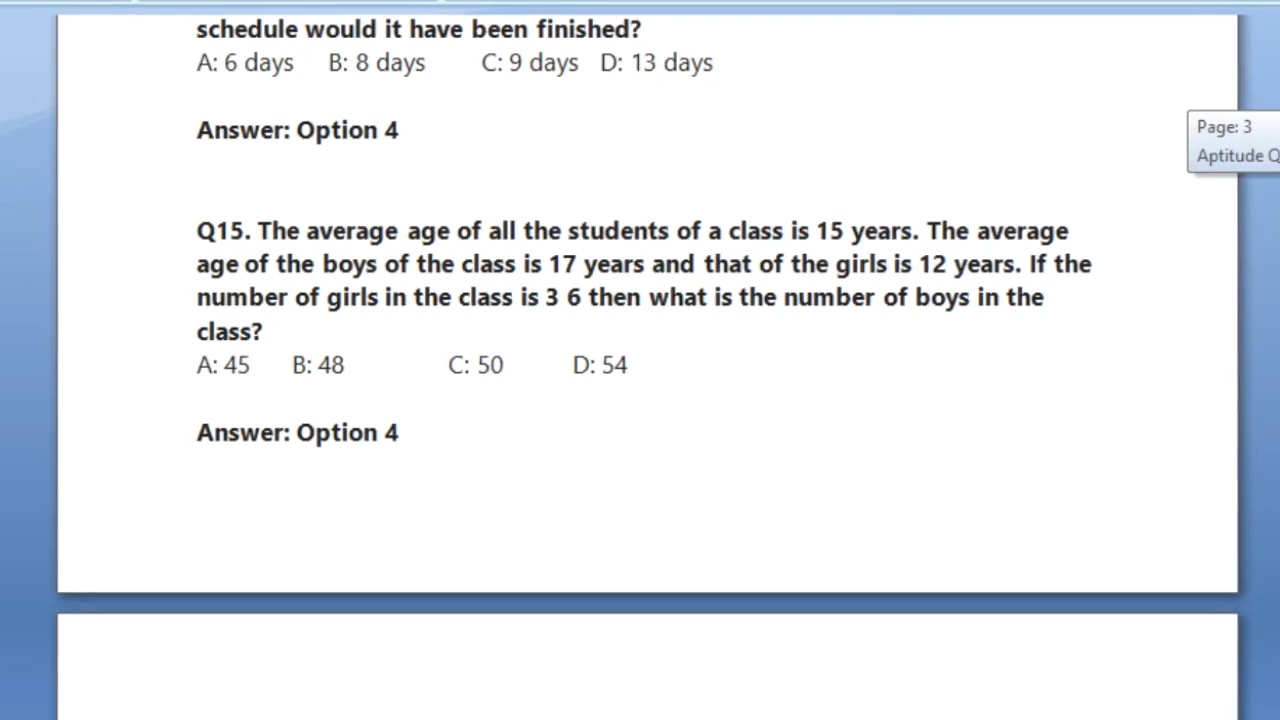 schedule would it have been finished?
A: 6 days B: 8 days C: 9 days D: 13 days
Answer: Option 4
Page: 3
Aptitude Q
Q15. The average age of all the students of a class is 15 years. The average
age of the boys of the class is 17 years and that of the girls is 12 years. If the
number of girls in the class is 3 6 then what is the number of boys in the
class?
A: 45 B: 48 C: 50 D: 54
Answer: Option 4